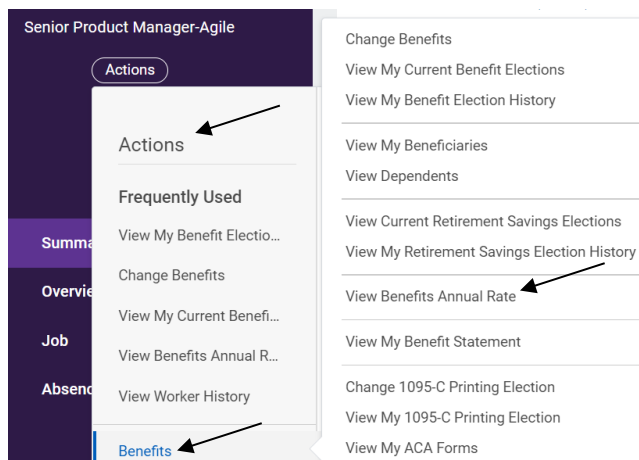 Senior Product Manager-Agile
Actions
Actions
Frequently Used
View My Benefit Electio...
Change Benefits
View My Current Benefi...
View Benefits Annual R...
View Worker History
Benefits
Summa
Overvie
Job
Absenc
Change Benefits
View My Current Benefit Elections
View My Benefit Election History
View My Beneficiaries
View Dependents
View Current Retirement Savings Elections
View My Retirement Savings Election History
View Benefits Annual Rate
View My Benefit Statement
Change 1095-C Printing Election
View My 1095-C Printing Election
View My ACA Forms